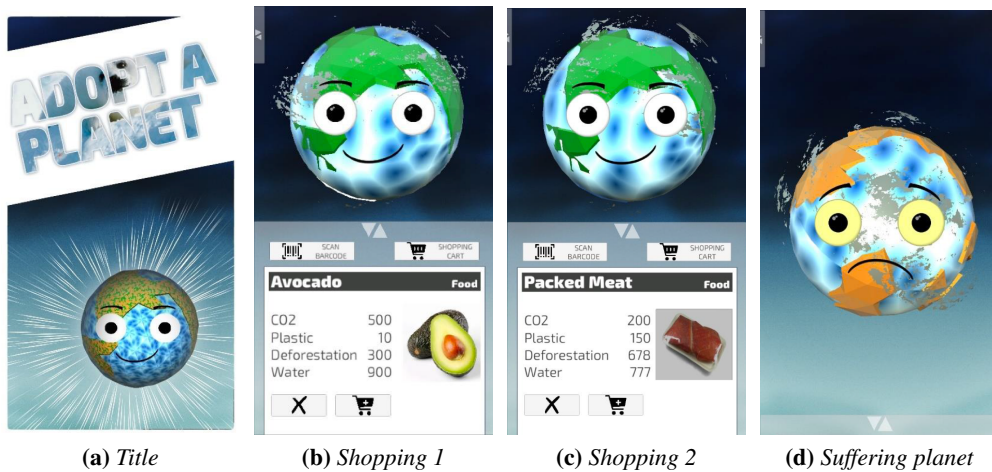 ADOPT A
PLANET
SCAN
BARCODE
SHOPPING
CART
Avocado Food
CO2 500
Plastic 10
Deforestation 300
Water 900
SCAN
BARCODE
SHOPPING
CART
Packed Meat Food
CO2 200
Plastic 150
Deforestation 678
Water 777
(a) Title
(b) Shopping 1
(c) Shopping 2
(d) Suffering planet